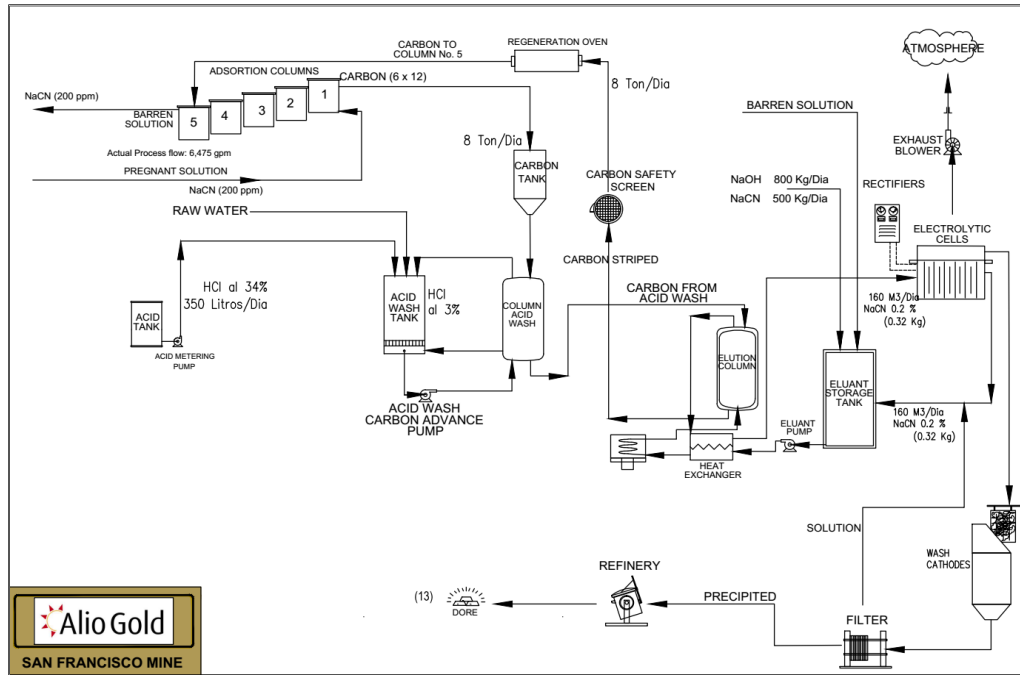 CARBON TO
COLUMN No. 5
REGENERATION OVEN
ATMOSPHERE
ADSORTION COLUMNS
CARBON (6 x 12)
8 Ton/Dia
NaCN (200 ppm)
1
2
3
4
5
BARREN
SOLUTION
BARREN SOLUTION
EXHAUST
BLOWER
Actual Process flow: 6,475 gpm
8 Ton/Dia
CARBON
TANK
CARBON SAFETY
SCREEN
PREGNANT SOLUTION
NaCN (200 ppm)
NaOH 800 Kg/Dia
NaCN 500 Kg/Dia
RECTIFIERS
RAW WATER
ELECTROLYTIC
CELLS
CARBON STRIPED
HCl al 34%
350 Litros/Dia
ACID
TANK
ACID METERING
PUMP
ACID
WASH
TANK
HCl
al 3%
COLUMN
ACID
WASH
CARBON FROM
ACID WASH
160 M3/Dia
NaCN 0.2 %
(0.32 Kg)
ELUTION
COLUMN
ELUANT
STORAGE
TANK
ACID WASH
CARBON ADVANCE
PUMP
160 M3/Dia
NaCN 0.2 %
(0.32 Kg)
ELUANT
PUMP
HEAT
EXCHANGER
SOLUTION
WASH
CATHODES
REFINERY
PRECIPITED
(13)
DORE
FILTER
Alio Gold
SAN FRANCISCO MINE